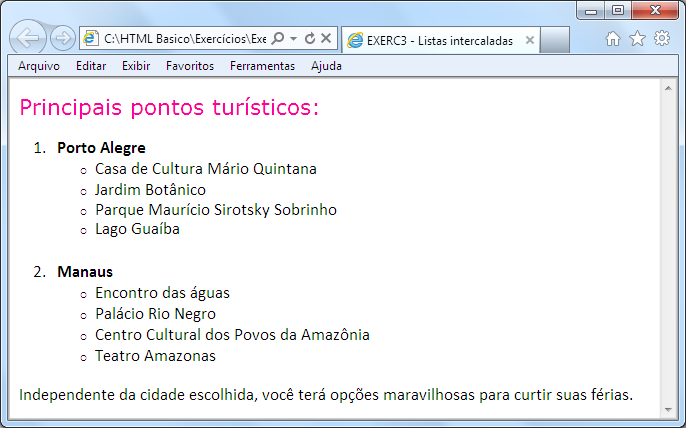 C:\HTML Basico\Exercícios\Exe
EXERC3 - Listas intercaladas
Arquivo Editar Exibir Favoritos Ferramentas Ajuda
Principais pontos turísticos:
1. Porto Alegre
Casa de Cultura Mário Quintana
Jardim Botânico
Parque Maurício Sirotsky Sobrinho
Lago Guaíba
2. Manaus
Encontro das águas
Palácio Rio Negro
Centro Cultural dos Povos da Amazônia
Teatro Amazonas
Independente da cidade escolhida, você terá opções maravilhosas para curtir suas férias.